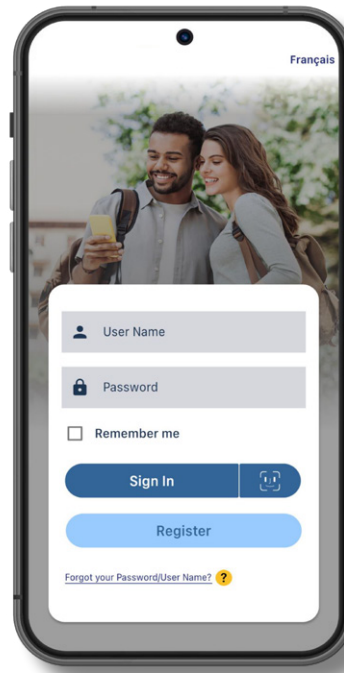 Français
User Name
Password
Remember me
Sign In
Register
Forgot your Password/User Name? ?